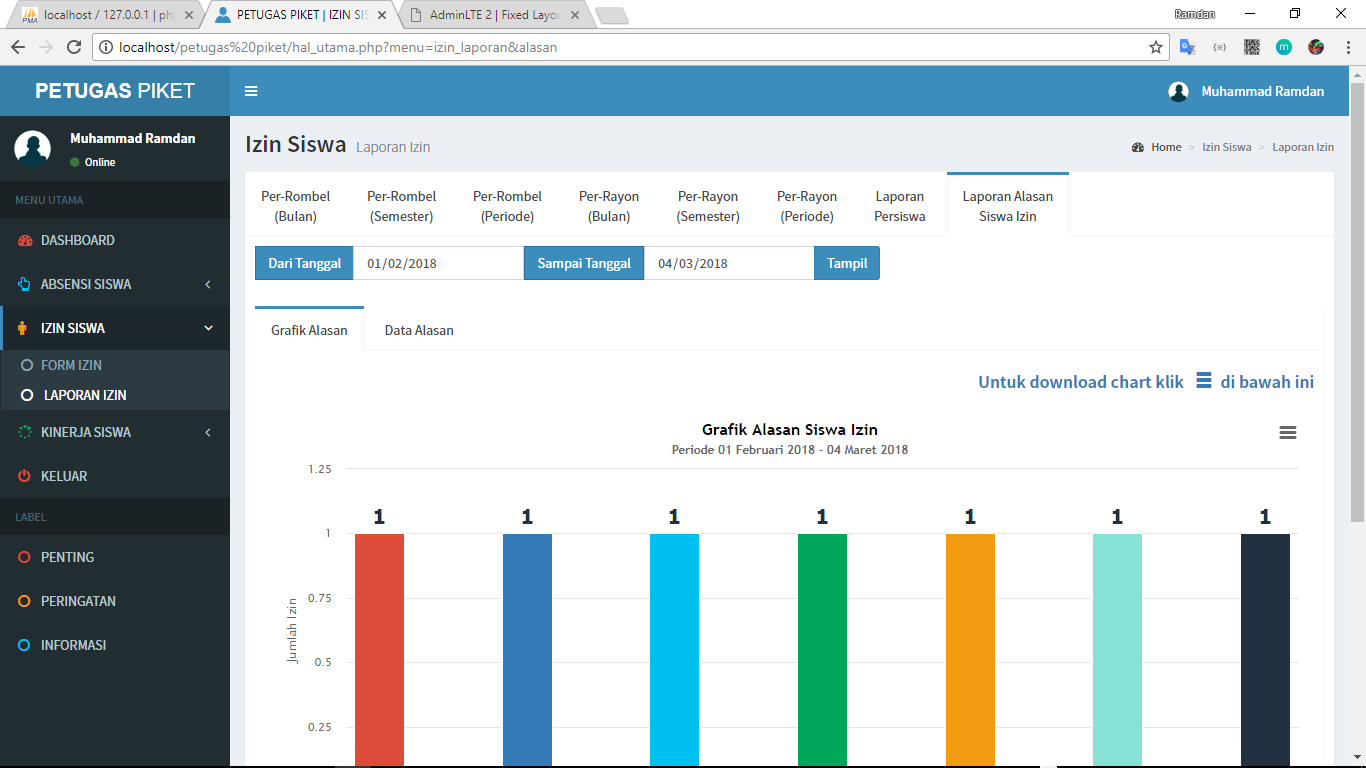 localhost / 127.0.0.1 | ph
PETUGAS PIKET | IZIN SIS
AdminLTE 2 | Fixed Layou
Ramdan
localhost/petugas%20piket/hal_utama.php?menu=izin_laporan&alasan
PETUGAS PIKET
Muhammad Ramdan
Muhammad Ramdan
Online
MENU UTAMA
DASHBOARD
ABSENSI SISWA
IZIN SISWA
FORM IZIN
LAPORAN IZIN
KINERJA SISWA
KELUAR
LABEL
PENTING
PERINGATAN
INFORMASI
Izin Siswa Laporan Izin
Home > Izin Siswa > Laporan Izin
Per-Rombel
(Bulan)
Per-Rombel
(Semester)
Per-Rombel
(Periode)
Per-Rayon
(Bulan)
Per-Rayon
(Semester)
Per-Rayon
(Periode)
Laporan
Persiswa
Laporan Alasan
Siswa Izin
Dari Tanggal 01/02/2018 Sampai Tanggal 04/03/2018 Tampil
Grafik Alasan Data Alasan
Untuk download chart klik di bawah ini
Grafik Alasan Siswa Izin
Periode 01 Februari 2018 - 04 Maret 2018
1.25
1 1 1 1 1 1 1
1
0.75
0.5
0.25
Jumlah Izin